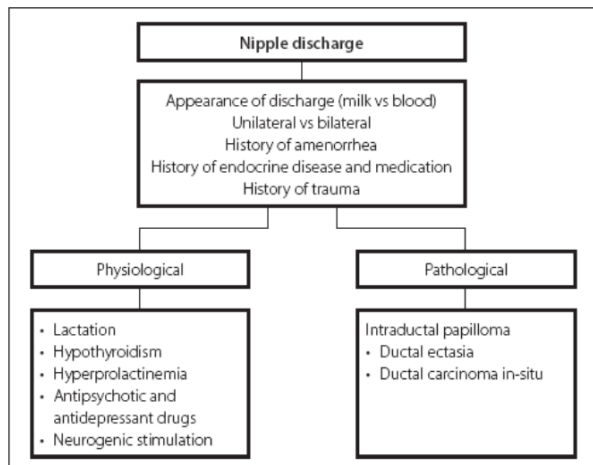 Nipple discharge
Appearance of discharge (milk vs blood)
Unilateral vs bilateral
History of amenorrhea
History of endocrine disease and medication
History of trauma
Physiological
Pathological
• Lactation
• Hypothyroidism
• Hyperprolactinemia
• Antipsychotic and
antidepressant drugs
• Neurogenic stimulation
Intraductal papilloma
• Ductal ectasia
• Ductal carcinoma in-situ